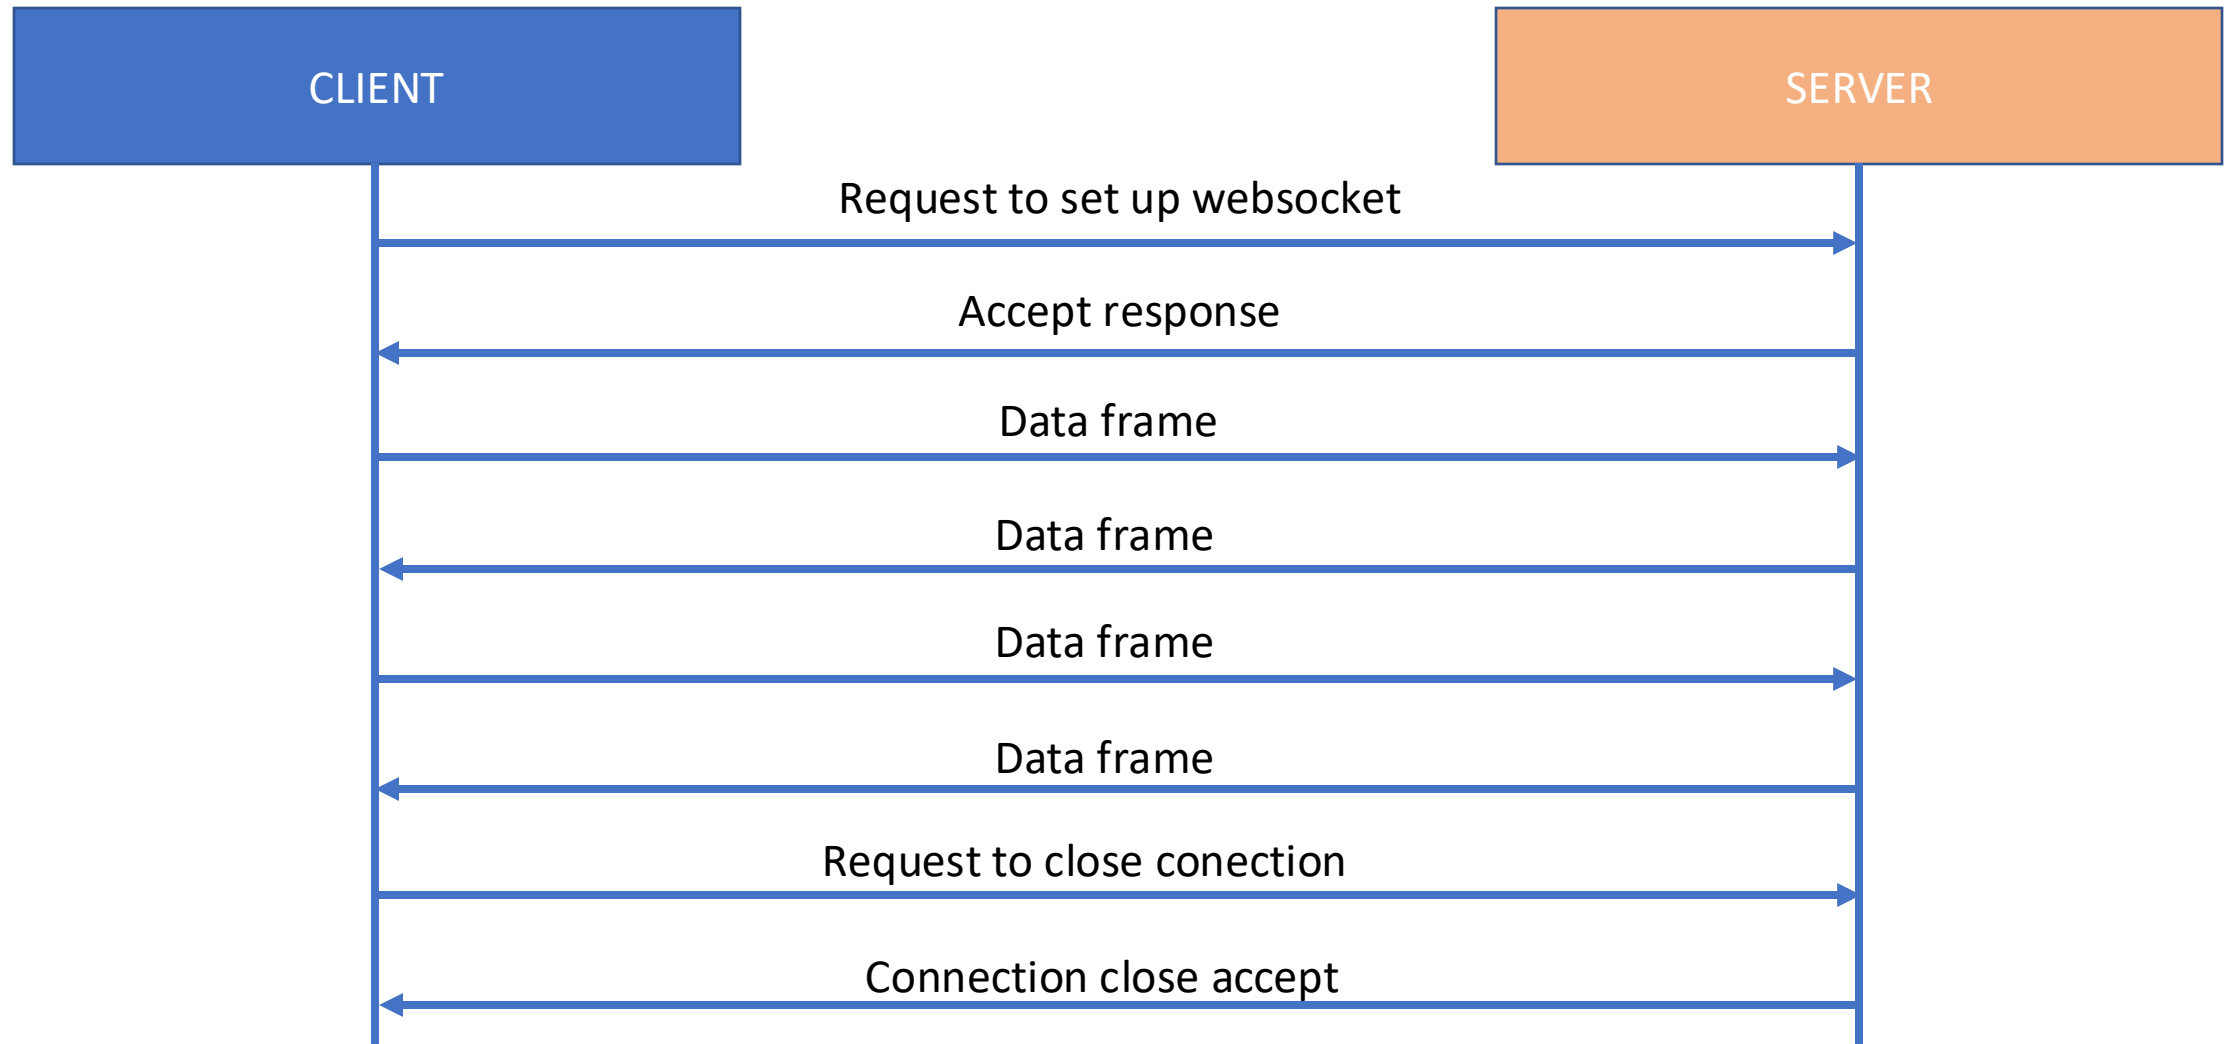 CLIENT
SERVER
Request to set up websocket
Accept response
Data frame
Data frame
Data frame
Data frame
Request to close conection
Connection close accept